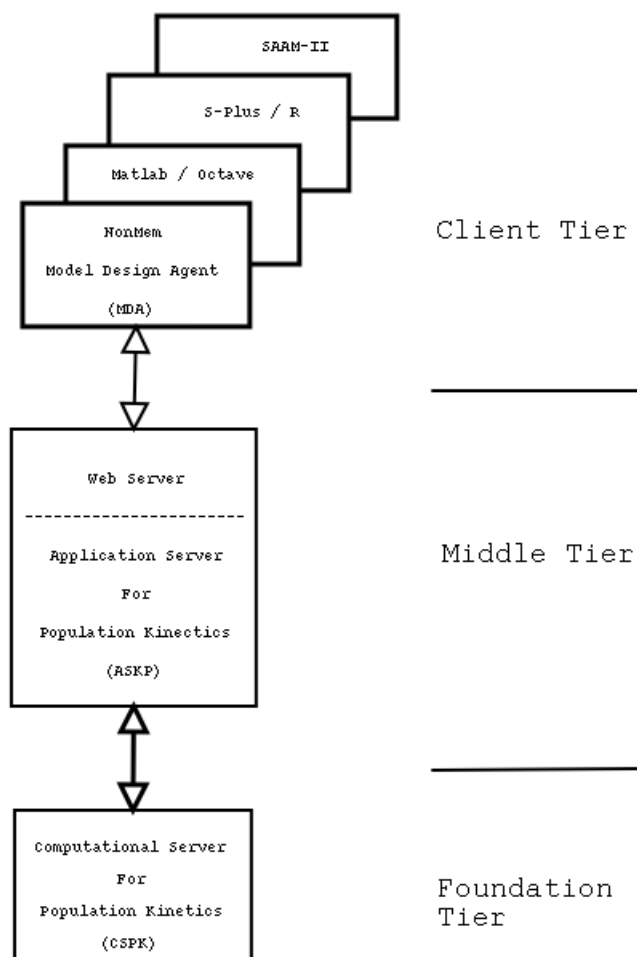 SAAM-II
S-Plus / R
Matlab / Octave
NonMem
Model Design Agent
(MDA)
Client Tier
Web Server
-----------------------
Application Server
For
Population Kinectics
(ASKP)
Middle Tier
Computational Server
For
Population Kinetics
(CSPK)
Foundation
Tier